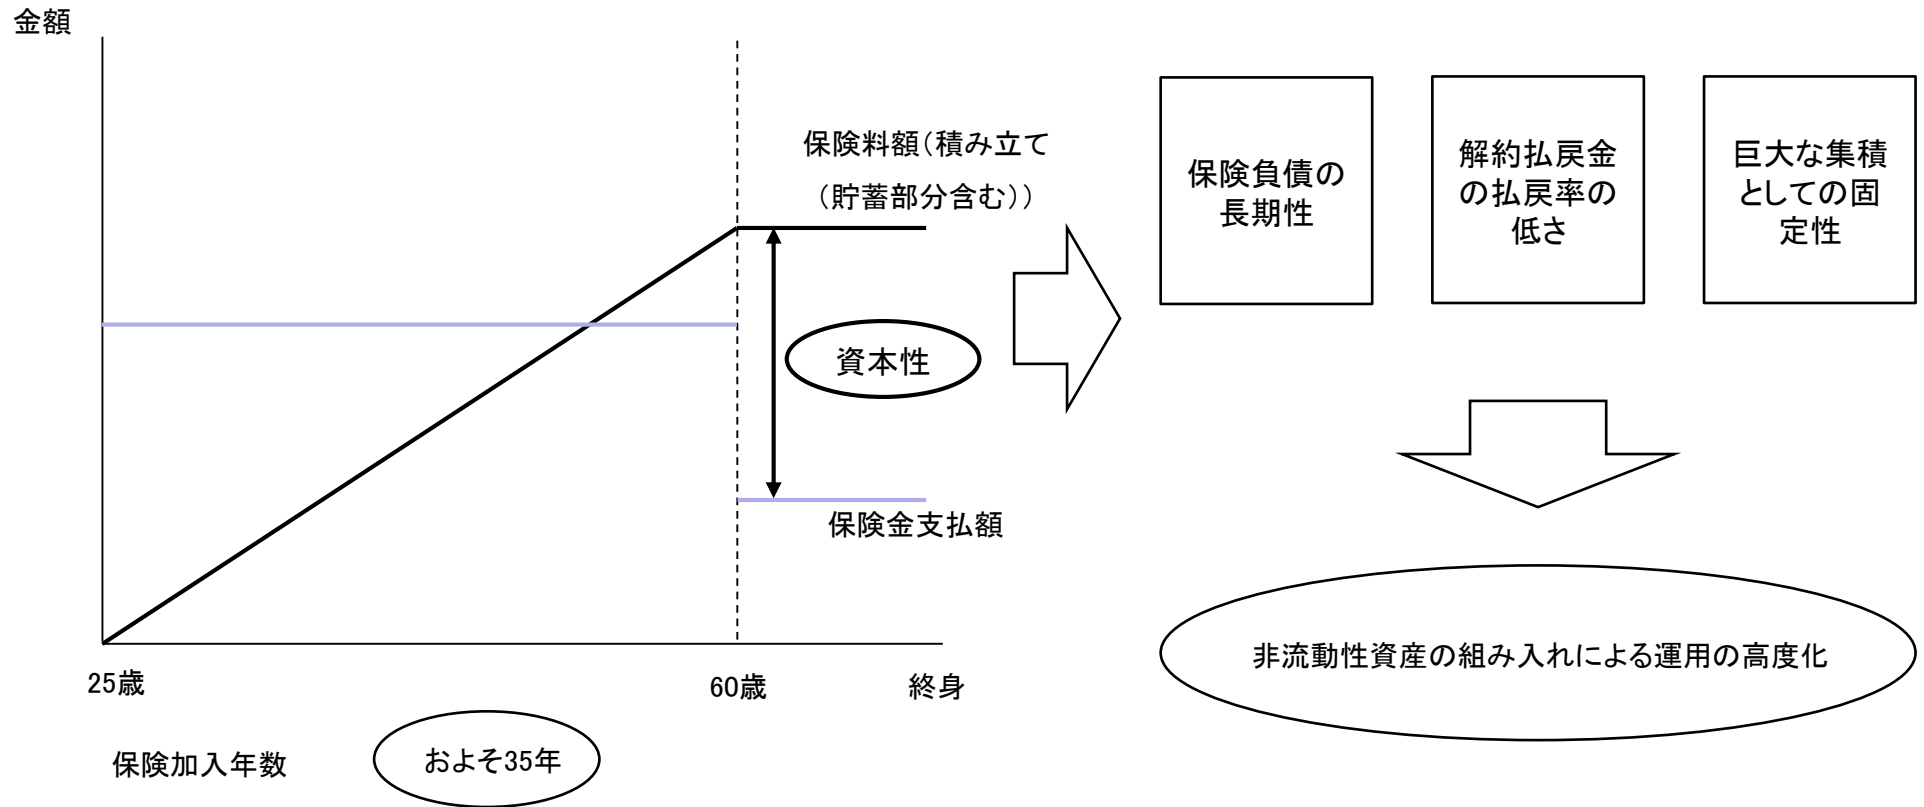 金額
保険料額（積み立て
（貯蓄部分含む））
資本性
保険金支払額
25歳
60歳
終身
保険加入年数
およそ35年
保険負債の
長期性
解約払戻金
の払戻率の
低さ
巨大な集積
としての固
定性
非流動性資産の組み入れによる運用の高度化